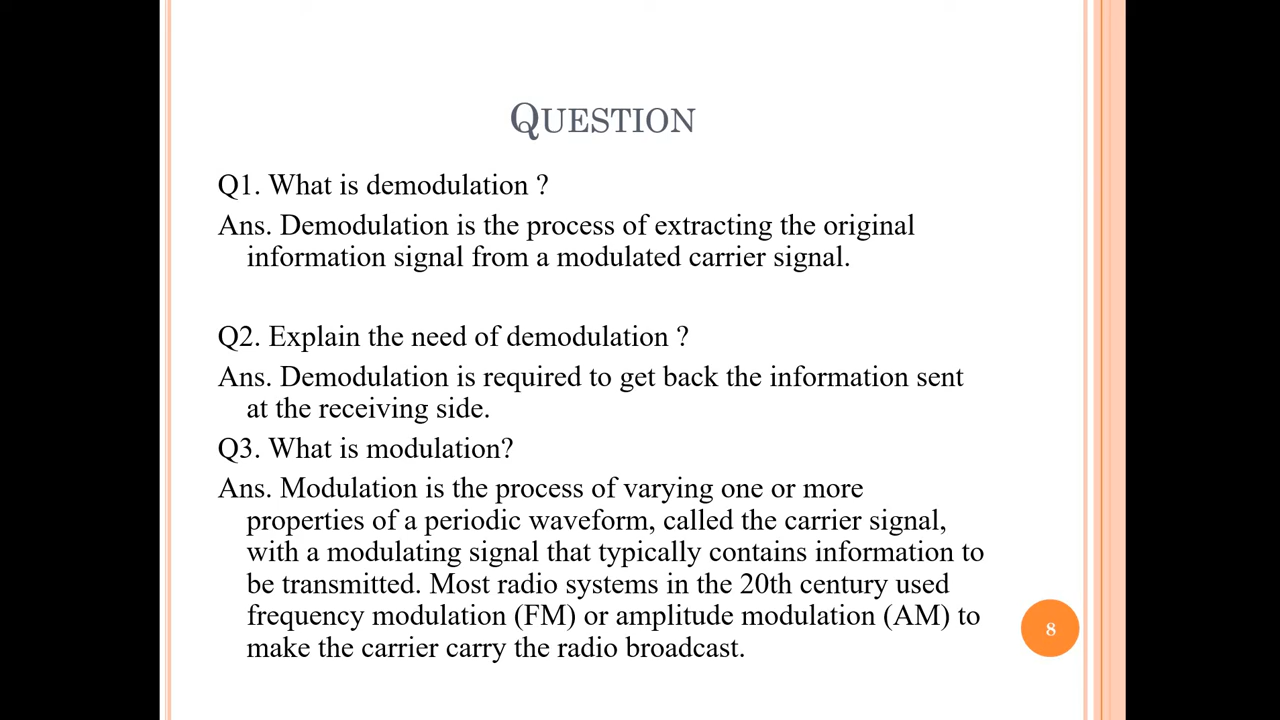 QUESTION
Q1. What is demodulation ?
Ans. Demodulation is the process of extracting the original
information signal from a modulated carrier signal.
Q2. Explain the need of demodulation ?
Ans. Demodulation is required to get back the information sent
at the receiving side.
Q3. What is modulation?
Ans. Modulation is the process of varying one or more
properties of a periodic waveform, called the carrier signal,
with a modulating signal that typically contains information to
be transmitted. Most radio systems in the 20th century used
frequency modulation (FM) or amplitude modulation (AM) to
make the carrier carry the radio broadcast.
8